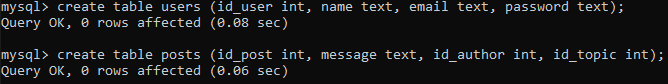 mysql> create table users (id_user int, name text, email text, password text);
Query OK, 0 rows affected (0.08 sec)
mysql> create table posts (id_post int, message text, id_author int, id_topic int);
Query OK, 0 rows affected (0.06 sec)